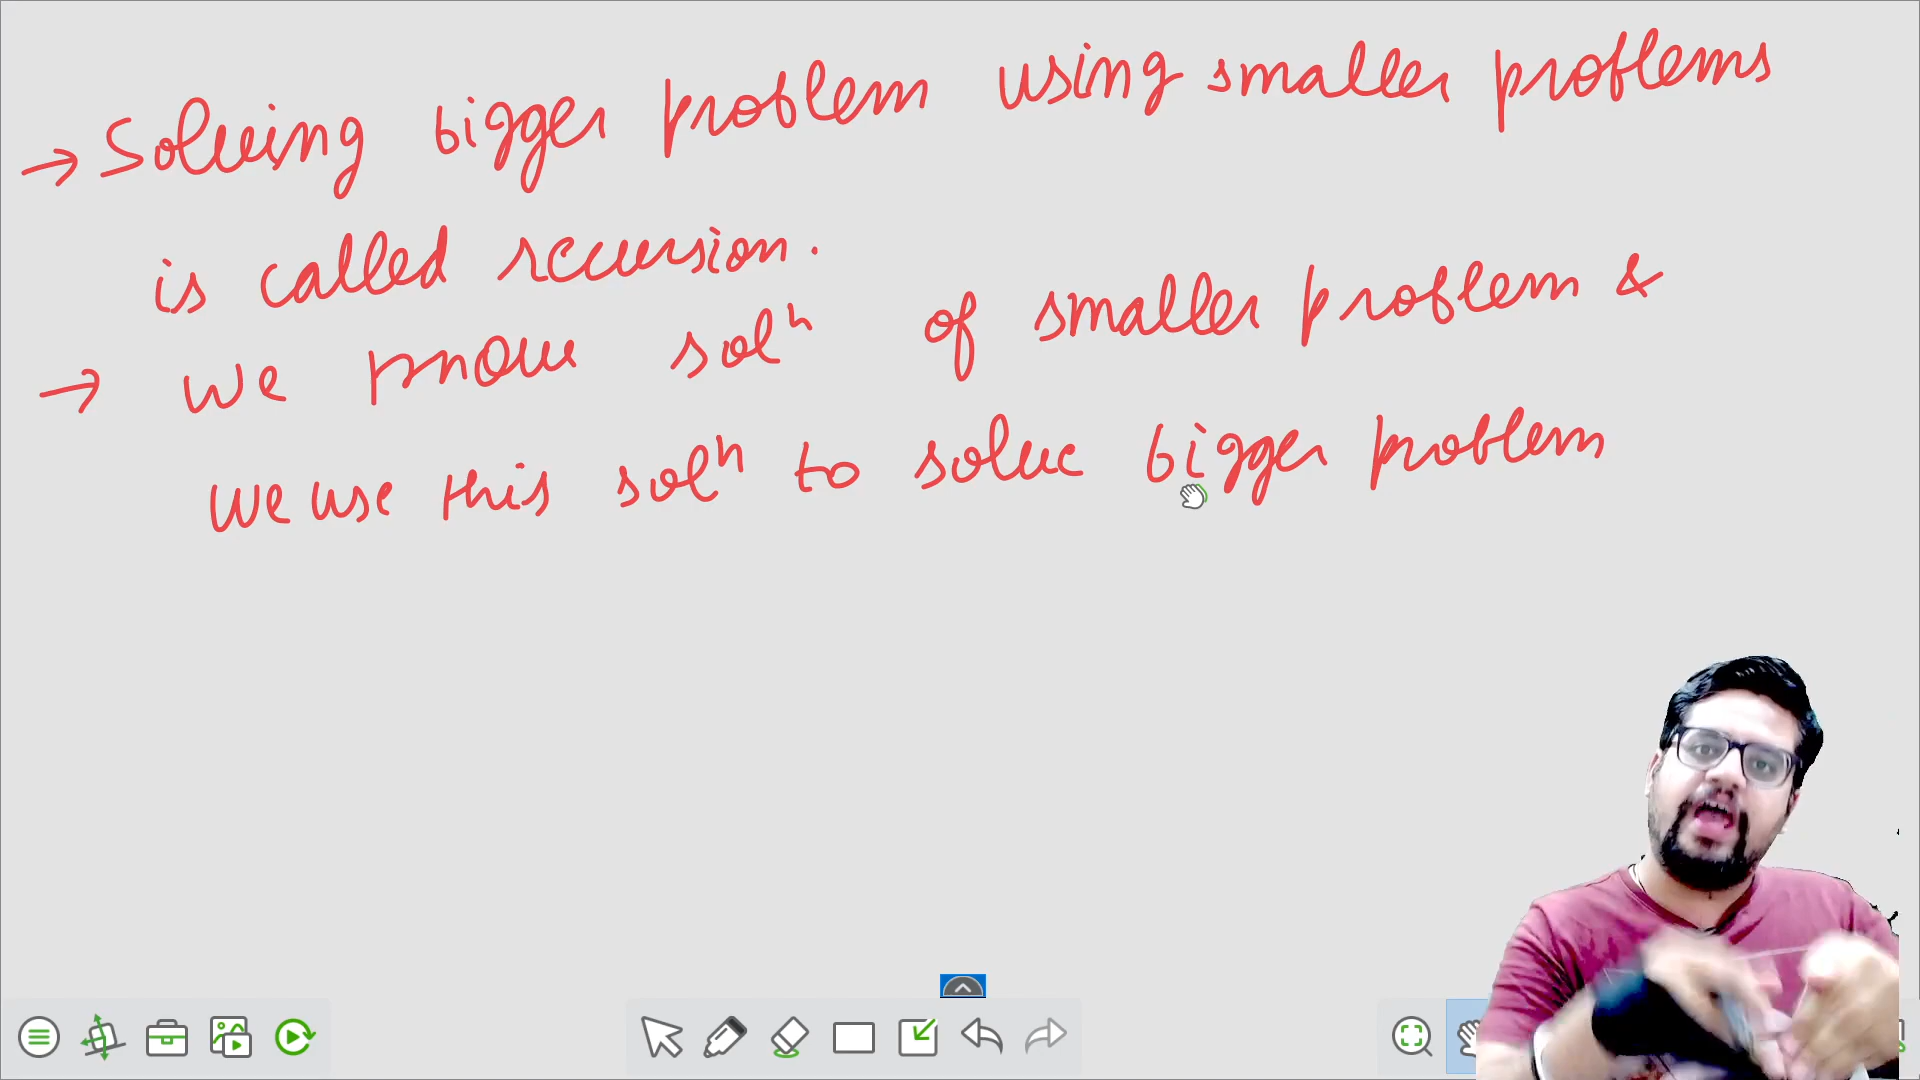 → Solving bigger problem using smaller problems
is called recursion.
→ We know solⁿ of smaller problem &
we use this solⁿ to solve bigger problem